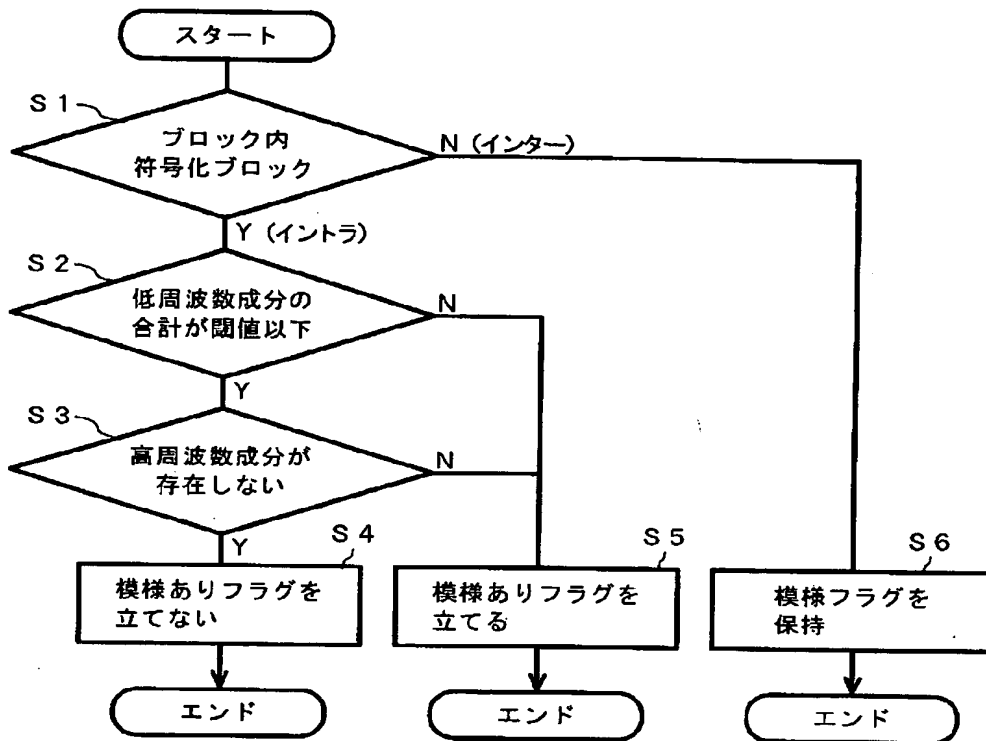 スタート
S1
ブロック内
符号化ブロック
N(インター)
Y(イントラ)
S2
低周波数成分の
合計が閾値以下
N
Y
S3
高周波数成分が
存在しない
N
Y
S4
模様ありフラグを
立てない
S5
模様ありフラグを
立てる
S6
模様フラグを
保持
エンド
エンド
エンド